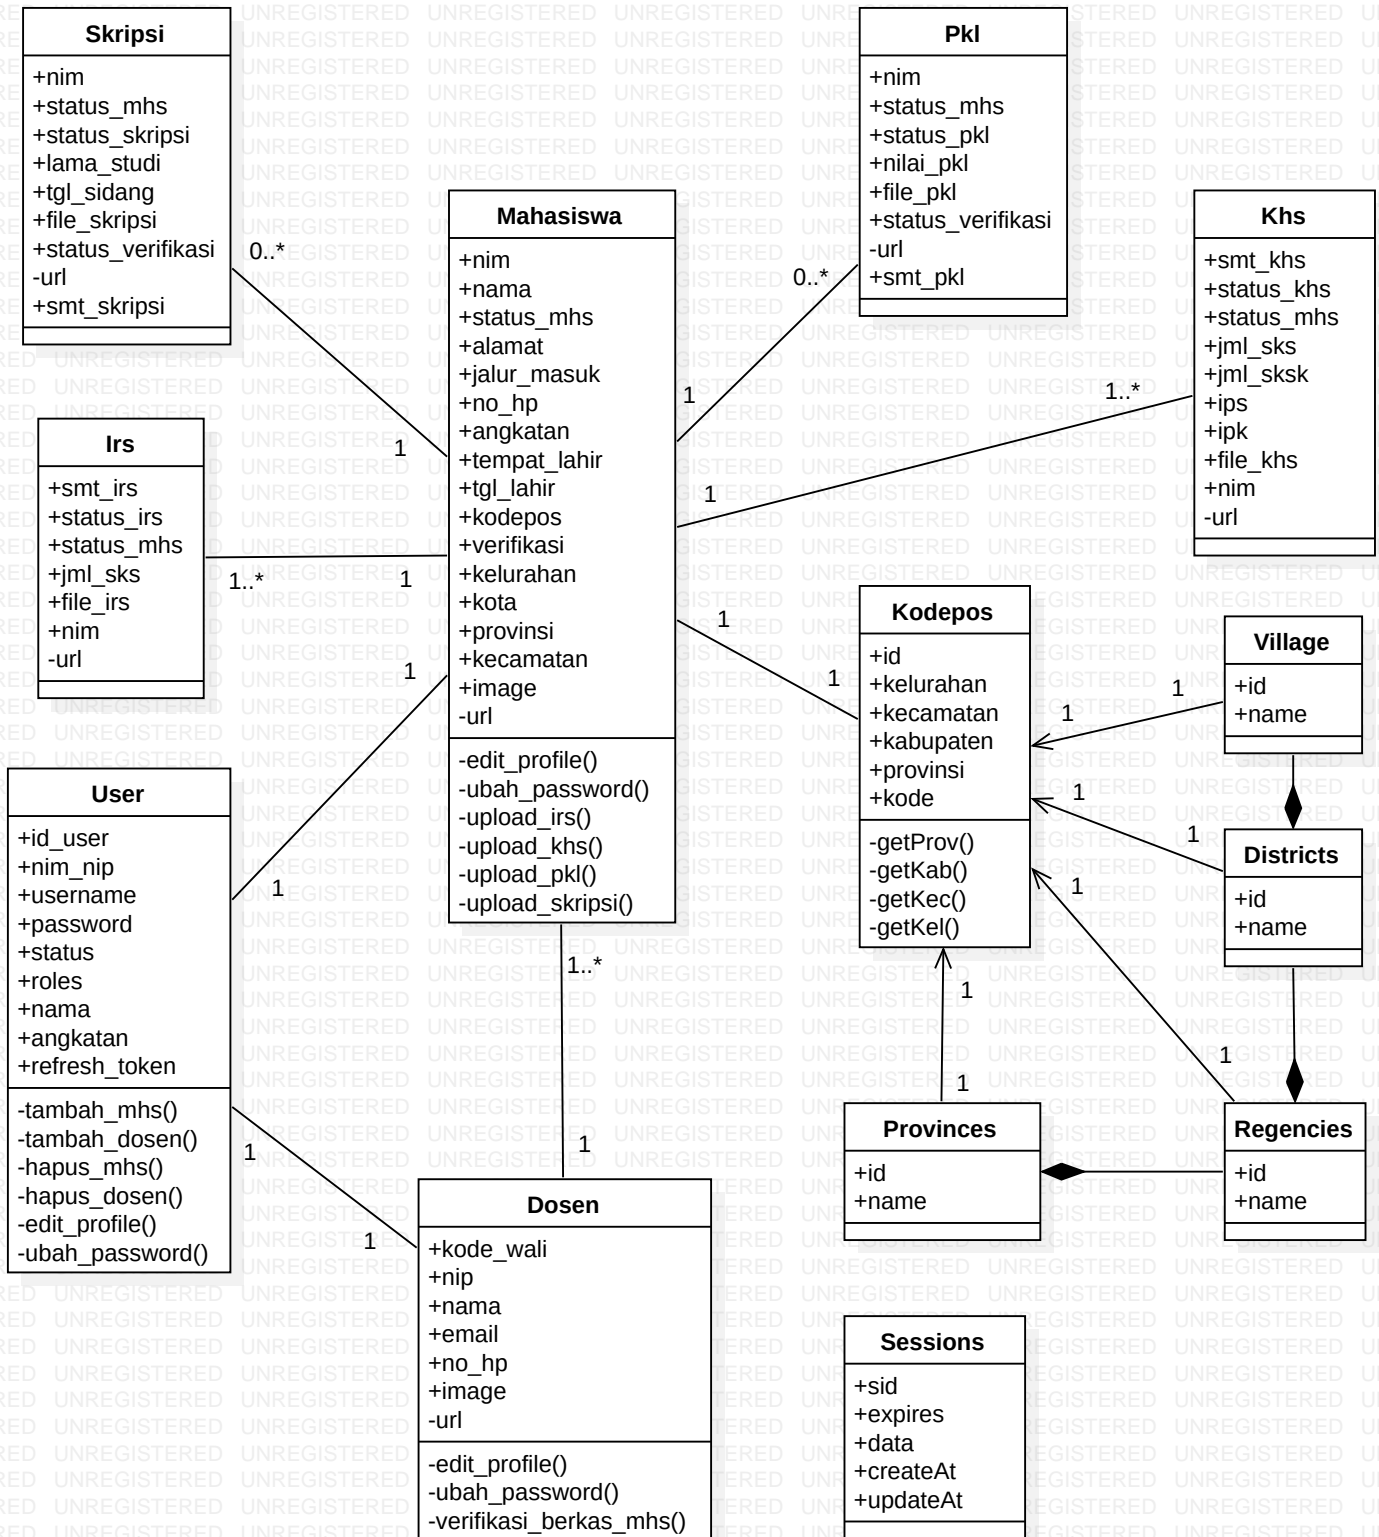 Skripsi
+nim
+status_mhs
+status_skripsi
+lama_studi
+tgl_sidang
+file_skripsi
+status_verifikasi
-url
+smt_skripsi
0..*
1
Pkl
+nim
+status_mhs
+status_pkl
+nilai_pkl
+file_pkl
+status_verifikasi
-url
+smt_pkl
0..*
1
Mahasiswa
+nim
+nama
+status_mhs
+alamat
+jalur_masuk
+no_hp
+angkatan
+tempat_lahir
+tgl_lahir
+kodepos
+verifikasi
+kelurahan
+kota
+provinsi
+kecamatan
+image
-url
-edit_profile()
-ubah_password()
-upload_irs()
-upload_khs()
-upload_pkl()
-upload_skripsi()
Khs
+smt_khs
+status_khs
+status_mhs
+jml_sks
+jml_sksk
+ips
+ipk
+file_khs
+nim
-url
1..*
1
Irs
+smt_irs
+status_irs
+status_mhs
+jml_sks
+file_irs
+nim
-url
1..*
1
Kodepos
+id
+kelurahan
+kecamatan
+kabupaten
+provinsi
+kode
-getProv()
-getKab()
-getKec()
-getKel()
1
1
Village
+id
+name
1
1
Districts
+id
+name
1
1
User
+id_user
+nim_nip
+username
+password
+status
+roles
+nama
+angkatan
+refresh_token
-tambah_mhs()
-tambah_dosen()
-hapus_mhs()
-hapus_dosen()
-edit_profile()
-ubah_password()
1
1
1
1
1..*
1
Provinces
+id
+name
1
1
Regencies
+id
+name
1
1
Dosen
+kode_wali
+nip
+nama
+email
+no_hp
+image
-url
-edit_profile()
-ubah_password()
-verifikasi_berkas_mhs()
Sessions
+sid
+expires
+data
+createAt
+updateAt
UNREGISTERED